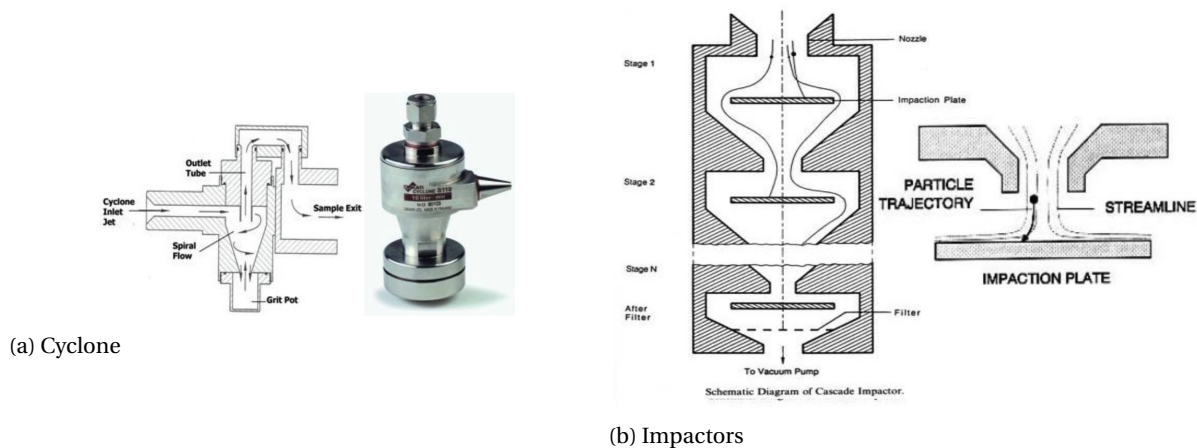 Outlet
Tube
Cyclone
Inlet
Jet
Sample Exit
Spiral
Flow
Grit Pot
CYCLONE
(a) Cyclone
Nozzle
Stage 1
Impaction Plate
Stage 2
Stage N
After
Filter
Filter
To Vacuum Pump
Schematic Diagram of Cascade Impactor.
PARTICLE
TRAJECTORY
STREAMLINE
IMPACTION PLATE
(b) Impactors